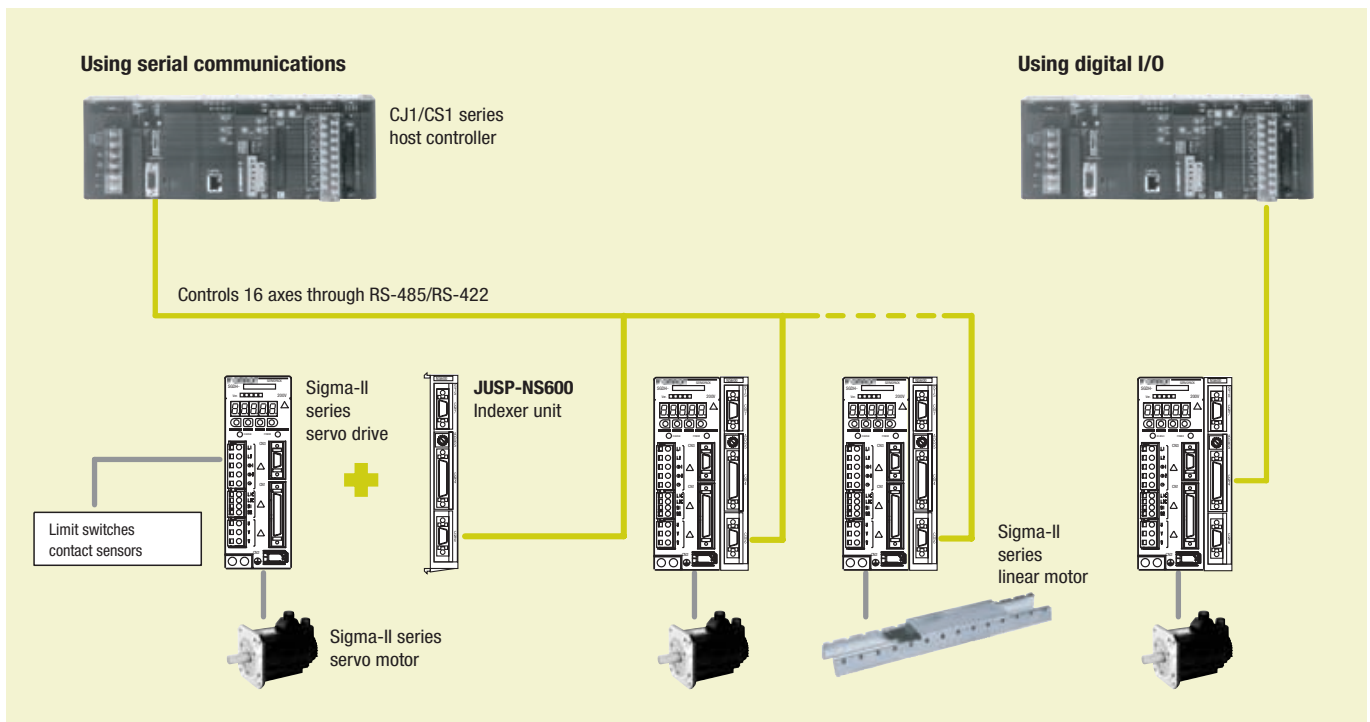 Using serial communications
Using digital I/O
CJ1/CS1 series
host controller
Controls 16 axes through RS-485/RS-422
Sigma-II
series
servo drive
JUSP-NS600
Indexer unit
Limit switches
contact sensors
Sigma-II
series
linear motor
Sigma-II series
servo motor